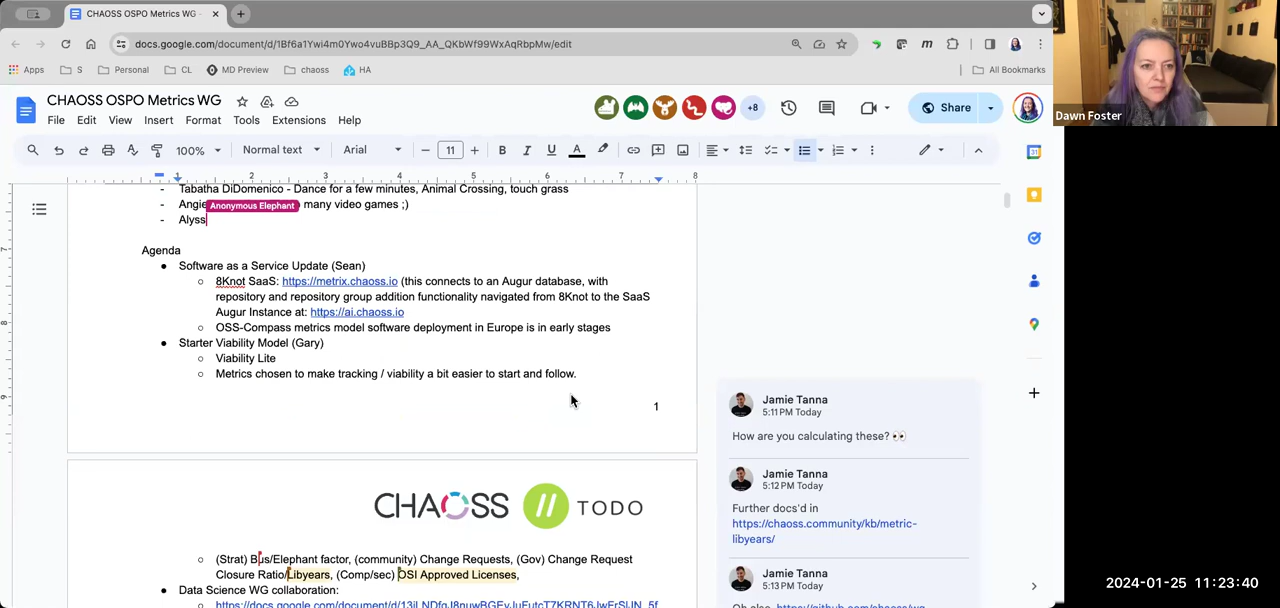 CHAOSS OSPO Metrics WG -
docs.google.com/document/d/1Bf6a1Ywi4m0Ywo4vuBBp3Q9_AA_QKbWf99WxAqRbpMw/edit
Apps S Personal CL MD Preview chaoss HA All Bookmarks
CHAOSS OSPO Metrics WG
File Edit View Insert Format Tools Extensions Help
+8
Share
Dawn Foster
100% Normal text Arial 11
1 2 3 4 5 6 7 8
- Tabatha DiDomenico - Dance for a few minutes, Animal Crossing, touch grass
- Angie Anonymous Elephant many video games ;)
- Alyss
Agenda
● Software as a Service Update (Sean)
○ 8Knot SaaS: https://metrix.chaoss.io (this connects to an Augur database, with
repository and repository group addition functionality navigated from 8Knot to the SaaS
Augur Instance at: https://ai.chaoss.io
○ OSS-Compass metrics model software deployment in Europe is in early stages
● Starter Viability Model (Gary)
○ Viability Lite
○ Metrics chosen to make tracking / viability a bit easier to start and follow.
1
CHAOSS TODO
○ (Strat) Bus/Elephant factor, (community) Change Requests, (Gov) Change Request
Closure Ratio/Libyears, (Comp/sec) OSI Approved Licenses,
● Data Science WG collaboration:
Jamie Tanna
5:11 PM Today
How are you calculating these? 👀
Jamie Tanna
5:12 PM Today
Further docs'd in
https://chaoss.community/kb/metric-
libyears/
Jamie Tanna
5:13 PM Today
2024-01-25 11:23:40